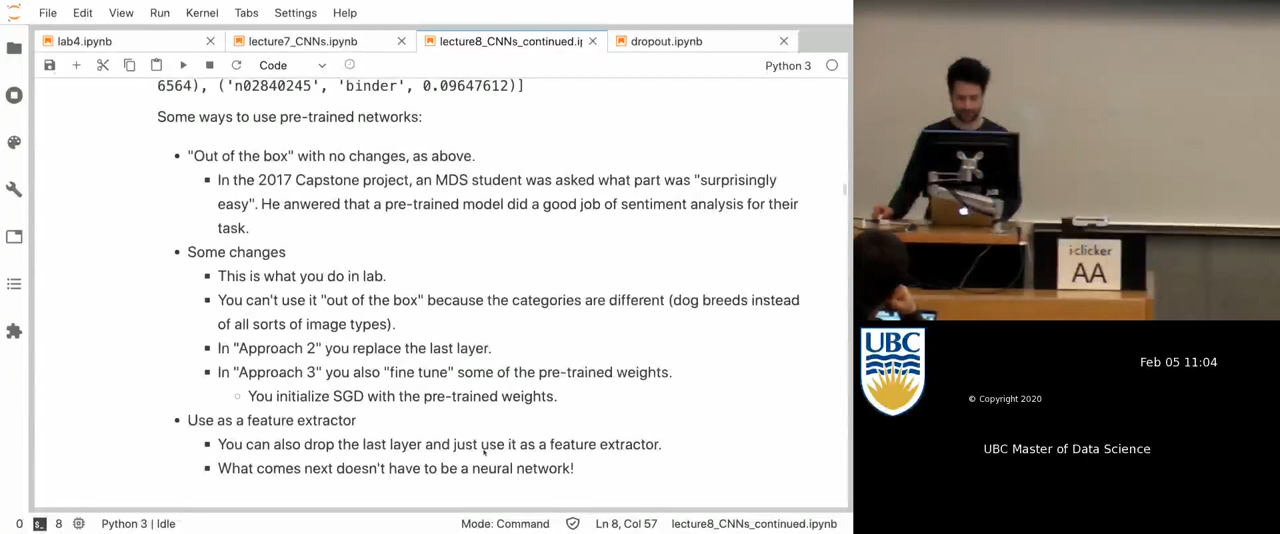 File Edit View Run Kernel Tabs Settings Help
lab4.ipynb lecture7_CNNs.ipynb lecture8_CNNs_continued.ip dropout.ipynb
Code Python 3
6564), ('n02840245', 'binder', 0.09647612)]
Some ways to use pre-trained networks:
"Out of the box" with no changes, as above.
In the 2017 Capstone project, an MDS student was asked what part was "surprisingly
easy". He anwered that a pre-trained model did a good job of sentiment analysis for their
task.
Some changes
This is what you do in lab.
You can't use it "out of the box" because the categories are different (dog breeds instead
of all sorts of image types).
In "Approach 2" you replace the last layer.
In "Approach 3" you also "fine tune" some of the pre-trained weights.
You initialize SGD with the pre-trained weights.
Use as a feature extractor
You can also drop the last layer and just use it as a feature extractor.
What comes next doesn't have to be a neural network!
0 8 Python 3 | Idle Mode: Command Ln 8, Col 57 lecture8_CNNs_continued.ipynb
i>clicker
AA
UBC
Feb 05 11:04
© Copyright 2020
UBC Master of Data Science